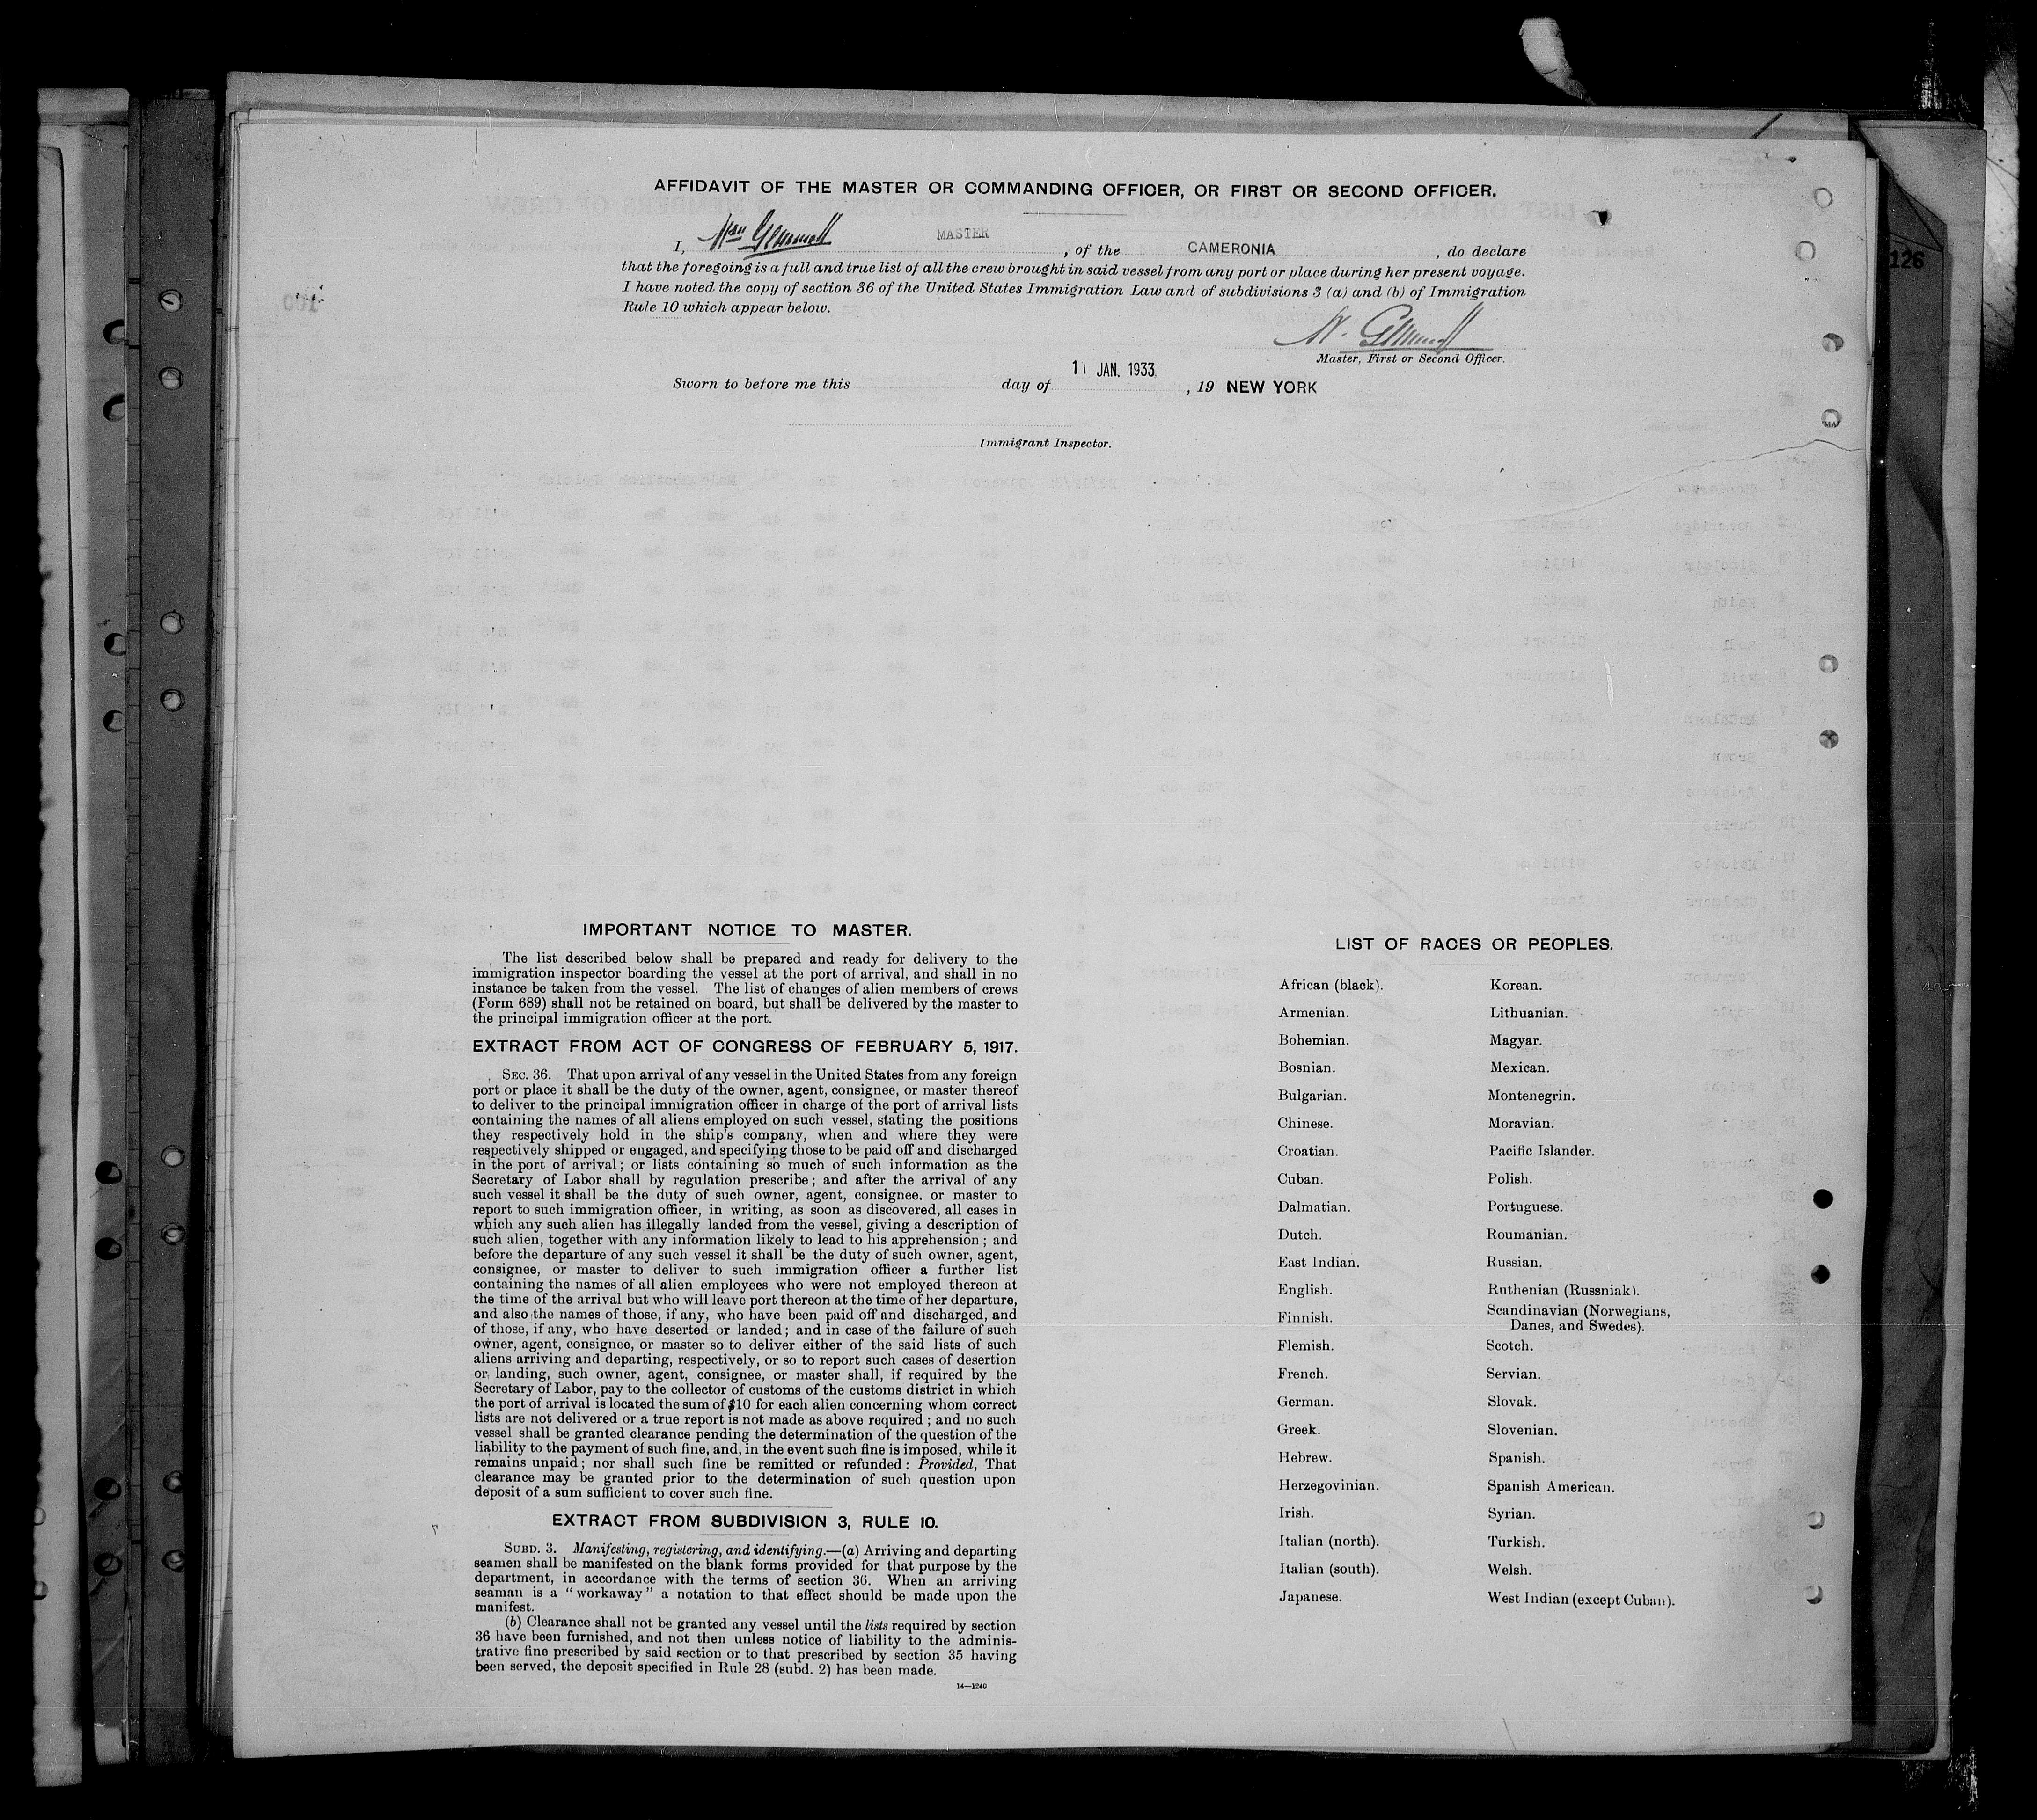 AFFIDAVIT OF THE MASTER OR COMMANDING OFFICER, OR FIRST OR SECOND OFFICER.
I, Wm Gemmell MASTER, of the CAMERONIA, do declare
that the foregoing is a full and true list of all the crew brought in said vessel from any port or place during her present voyage.
I have noted the copy of section 36 of the United States Immigration Law and of subdivisions 3 (a) and (b) of Immigration
Rule 10 which appear below.
W. Gemmell
Master, First or Second Officer.
11 JAN. 1933
Sworn to before me this day of , 19 NEW YORK
Immigrant Inspector.
126
IMPORTANT NOTICE TO MASTER.
The list described below shall be prepared and ready for delivery to the
immigration inspector boarding the vessel at the port of arrival, and shall in no
instance be taken from the vessel. The list of changes of alien members of crews
(Form 689) shall not be retained on board, but shall be delivered by the master to
the principal immigration officer at the port.
EXTRACT FROM ACT OF CONGRESS OF FEBRUARY 5, 1917.
SEC. 36. That upon arrival of any vessel in the United States from any foreign
port or place it shall be the duty of the owner, agent, consignee, or master thereof
to deliver to the principal immigration officer in charge of the port of arrival lists
containing the names of all aliens employed on such vessel, stating the positions
they respectively hold in the ship's company, when and where they were
respectively shipped or engaged, and specifying those to be paid off and discharged
in the port of arrival; or lists containing so much of such information as the
Secretary of Labor shall by regulation prescribe; and after the arrival of any
such vessel it shall be the duty of such owner, agent, consignee, or master to
report to such immigration officer, in writing, as soon as discovered, all cases in
which any such alien has illegally landed from the vessel, giving a description of
such alien, together with any information likely to lead to his apprehension; and
before the departure of any such vessel it shall be the duty of such owner, agent,
consignee, or master to deliver to such immigration officer a further list
containing the names of all alien employees who were not employed thereon at
the time of the arrival but who will leave port thereon at the time of her departure,
and also the names of those, if any, who have been paid off and discharged, and
of those, if any, who have deserted or landed; and in case of the failure of such
owner, agent, consignee, or master so to deliver either of the said lists of such
aliens arriving and departing, respectively, or so to report such cases of desertion
or landing, such owner, agent, consignee, or master shall, if required by the
Secretary of Labor, pay to the collector of customs of the customs district in which
the port of arrival is located the sum of $10 for each alien concerning whom correct
lists are not delivered or a true report is not made as above required; and no such
vessel shall be granted clearance pending the determination of the question of the
liability to the payment of such fine, and, in the event such fine is imposed, while it
remains unpaid; nor shall such fine be remitted or refunded: Provided, That
clearance may be granted prior to the determination of such question upon
deposit of a sum sufficient to cover such fine.
EXTRACT FROM SUBDIVISION 3, RULE 10.
SUBD. 3. Manifesting, registering, and identifying.—(a) Arriving and departing
seamen shall be manifested on the blank forms provided for that purpose by the
department, in accordance with the terms of section 36. When an arriving
seaman is a "workaway" a notation to that effect should be made upon the
manifest.
(b) Clearance shall not be granted any vessel until the lists required by section
36 have been furnished, and not then unless notice of liability to the adminis-
trative fine prescribed by said section or to that prescribed by section 35 having
been served, the deposit specified in Rule 28 (subd. 2) has been made.
14—1240
LIST OF RACES OR PEOPLES.
African (black).
Armenian.
Bohemian.
Bosnian.
Bulgarian.
Chinese.
Croatian.
Cuban.
Dalmatian.
Dutch.
East Indian.
English.
Finnish.
Flemish.
French.
German.
Greek.
Hebrew.
Herzegovinian.
Irish.
Italian (north).
Italian (south).
Japanese.
Korean.
Lithuanian.
Magyar.
Mexican.
Montenegrin.
Moravian.
Pacific Islander.
Polish.
Portuguese.
Roumanian.
Russian.
Ruthenian (Russniak).
Scandinavian (Norwegians,
Danes, and Swedes).
Scotch.
Servian.
Slovak.
Slovenian.
Spanish.
Spanish American.
Syrian.
Turkish.
Welsh.
West Indian (except Cuban).